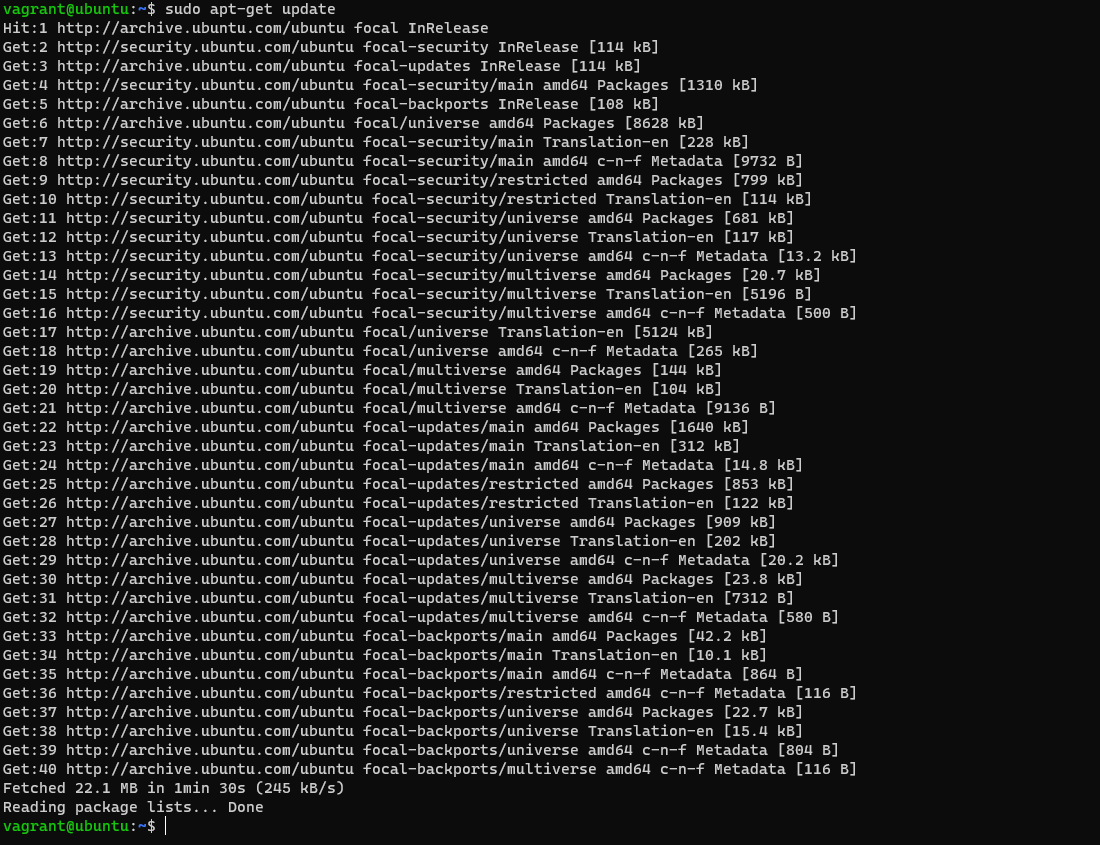 vagrant@ubuntu:~$ sudo apt-get update
Hit:1 http://archive.ubuntu.com/ubuntu focal InRelease
Get:2 http://security.ubuntu.com/ubuntu focal-security InRelease [114 kB]
Get:3 http://archive.ubuntu.com/ubuntu focal-updates InRelease [114 kB]
Get:4 http://security.ubuntu.com/ubuntu focal-security/main amd64 Packages [1310 kB]
Get:5 http://archive.ubuntu.com/ubuntu focal-backports InRelease [108 kB]
Get:6 http://archive.ubuntu.com/ubuntu focal/universe amd64 Packages [8628 kB]
Get:7 http://security.ubuntu.com/ubuntu focal-security/main Translation-en [228 kB]
Get:8 http://security.ubuntu.com/ubuntu focal-security/main amd64 c-n-f Metadata [9732 B]
Get:9 http://security.ubuntu.com/ubuntu focal-security/restricted amd64 Packages [799 kB]
Get:10 http://security.ubuntu.com/ubuntu focal-security/restricted Translation-en [114 kB]
Get:11 http://security.ubuntu.com/ubuntu focal-security/universe amd64 Packages [681 kB]
Get:12 http://security.ubuntu.com/ubuntu focal-security/universe Translation-en [117 kB]
Get:13 http://security.ubuntu.com/ubuntu focal-security/universe amd64 c-n-f Metadata [13.2 kB]
Get:14 http://security.ubuntu.com/ubuntu focal-security/multiverse amd64 Packages [20.7 kB]
Get:15 http://security.ubuntu.com/ubuntu focal-security/multiverse Translation-en [5196 B]
Get:16 http://security.ubuntu.com/ubuntu focal-security/multiverse amd64 c-n-f Metadata [500 B]
Get:17 http://archive.ubuntu.com/ubuntu focal/universe Translation-en [5124 kB]
Get:18 http://archive.ubuntu.com/ubuntu focal/universe amd64 c-n-f Metadata [265 kB]
Get:19 http://archive.ubuntu.com/ubuntu focal/multiverse amd64 Packages [144 kB]
Get:20 http://archive.ubuntu.com/ubuntu focal/multiverse Translation-en [104 kB]
Get:21 http://archive.ubuntu.com/ubuntu focal/multiverse amd64 c-n-f Metadata [9136 B]
Get:22 http://archive.ubuntu.com/ubuntu focal-updates/main amd64 Packages [1640 kB]
Get:23 http://archive.ubuntu.com/ubuntu focal-updates/main Translation-en [312 kB]
Get:24 http://archive.ubuntu.com/ubuntu focal-updates/main amd64 c-n-f Metadata [14.8 kB]
Get:25 http://archive.ubuntu.com/ubuntu focal-updates/restricted amd64 Packages [853 kB]
Get:26 http://archive.ubuntu.com/ubuntu focal-updates/restricted Translation-en [122 kB]
Get:27 http://archive.ubuntu.com/ubuntu focal-updates/universe amd64 Packages [909 kB]
Get:28 http://archive.ubuntu.com/ubuntu focal-updates/universe Translation-en [202 kB]
Get:29 http://archive.ubuntu.com/ubuntu focal-updates/universe amd64 c-n-f Metadata [20.2 kB]
Get:30 http://archive.ubuntu.com/ubuntu focal-updates/multiverse amd64 Packages [23.8 kB]
Get:31 http://archive.ubuntu.com/ubuntu focal-updates/multiverse Translation-en [7312 B]
Get:32 http://archive.ubuntu.com/ubuntu focal-updates/multiverse amd64 c-n-f Metadata [580 B]
Get:33 http://archive.ubuntu.com/ubuntu focal-backports/main amd64 Packages [42.2 kB]
Get:34 http://archive.ubuntu.com/ubuntu focal-backports/main Translation-en [10.1 kB]
Get:35 http://archive.ubuntu.com/ubuntu focal-backports/main amd64 c-n-f Metadata [864 B]
Get:36 http://archive.ubuntu.com/ubuntu focal-backports/restricted amd64 c-n-f Metadata [116 B]
Get:37 http://archive.ubuntu.com/ubuntu focal-backports/universe amd64 Packages [22.7 kB]
Get:38 http://archive.ubuntu.com/ubuntu focal-backports/universe Translation-en [15.4 kB]
Get:39 http://archive.ubuntu.com/ubuntu focal-backports/universe amd64 c-n-f Metadata [804 B]
Get:40 http://archive.ubuntu.com/ubuntu focal-backports/multiverse amd64 c-n-f Metadata [116 B]
Fetched 22.1 MB in 1min 30s (245 kB/s)
Reading package lists... Done
vagrant@ubuntu:~$